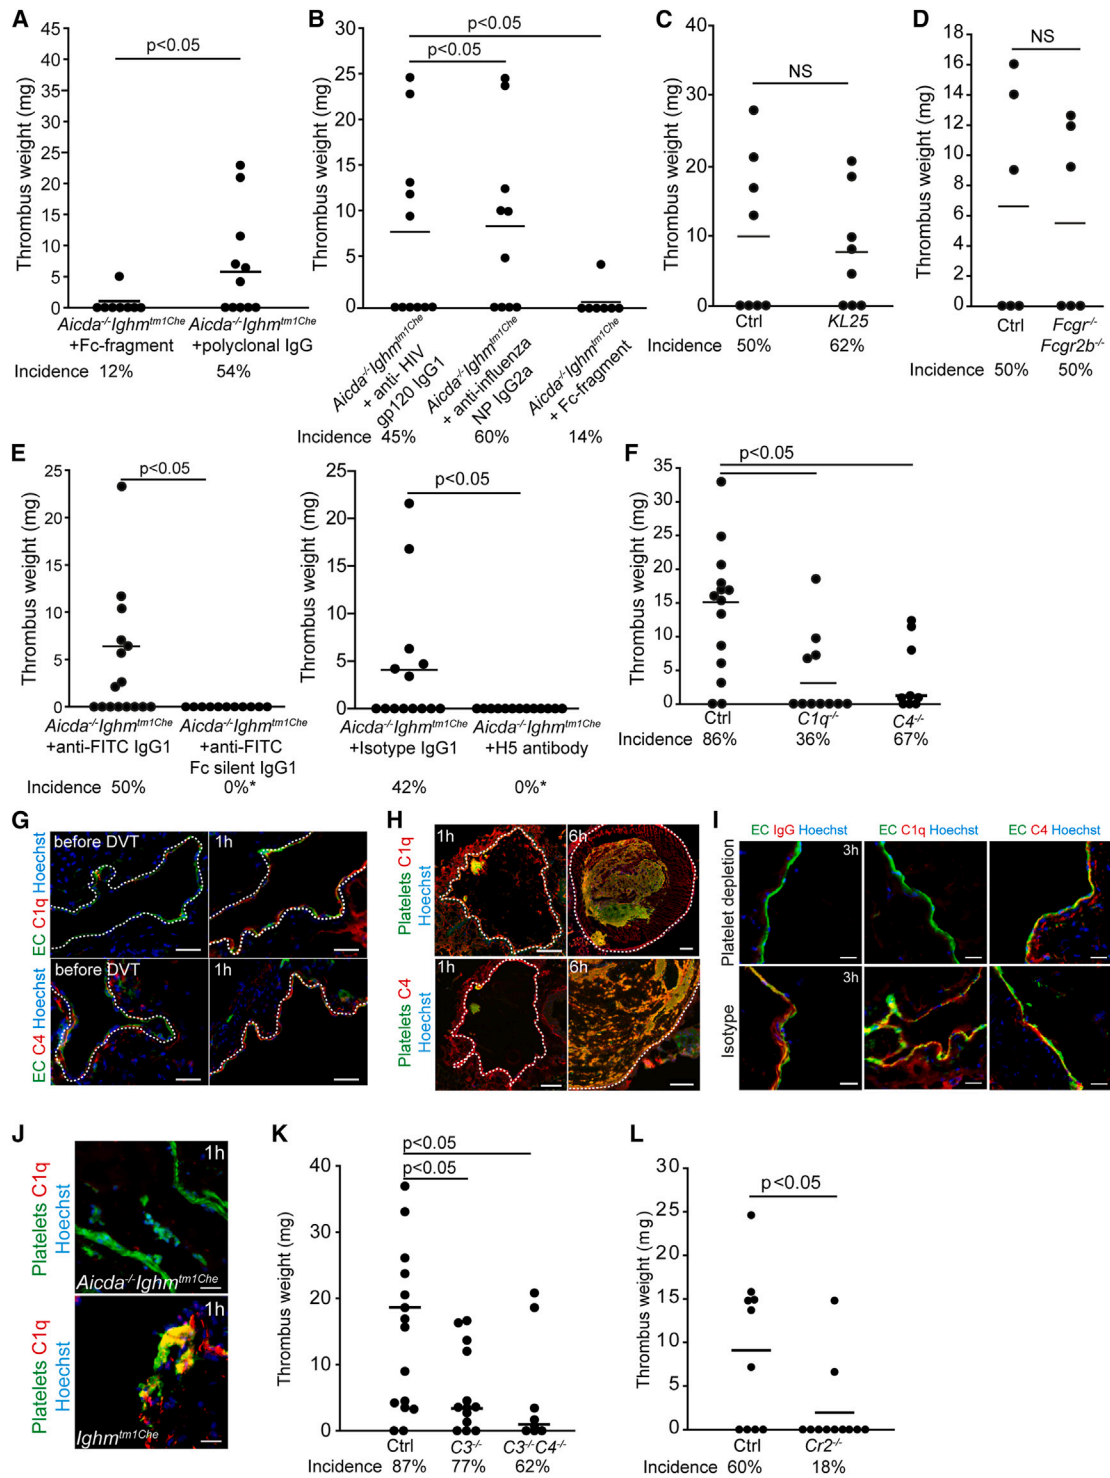 A
Thrombus weight (mg)
45
40
35
30
25
20
15
10
5
0
p<0.05
Aicda-/-Ighmtm1Che
+Fc-fragment
Aicda-/-Ighmtm1Che
+polyclonal IgG
Incidence 12% 54%
B
Thrombus weight (mg)
30
25
20
15
10
5
0
p<0.05
p<0.05
Aicda-/-Ighmtm1Che
+ anti- HIV
gp120 IgG1
Aicda-/-Ighmtm1Che
+ anti-influenza
NP IgG2a
Aicda-/-Ighmtm1Che
+ Fc-fragment
Incidence 45% 60% 14%
C
Thrombus weight (mg)
40
30
20
10
0
NS
Ctrl KL25
Incidence 50% 62%
D
Thrombus weight (mg)
18
16
14
12
10
8
6
4
2
0
NS
Ctrl
Fcgr-/-
Fcgr2b-/-
Incidence 50% 50%
E
Thrombus weight (mg)
25
20
15
10
5
0
p<0.05
Aicda-/-Ighmtm1Che
+anti-FITC IgG1
Aicda-/-Ighmtm1Che
+anti-FITC
Fc silent IgG1
Incidence 50% 0%*
Thrombus weight (mg)
25
20
15
10
5
0
p<0.05
Aicda-/-Ighmtm1Che
+Isotype IgG1
Aicda-/-Ighmtm1Che
+H5 antibody
42% 0%*
F
Thrombus weight (mg)
35
30
25
20
15
10
5
0
p<0.05
Ctrl C1q-/- C4-/-
Incidence 86% 36% 67%
G
EC C1q Hoechst
before DVT
1h
EC C4 Hoechst
before DVT
1h
H
Platelets C1q
Hoechst
1h
6h
Platelets C4
Hoechst
1h
6h
I
EC IgG Hoechst
EC C1q Hoechst
EC C4 Hoechst
Platelet depletion
3h
Isotype
3h
J
Platelets C1q
Hoechst
1h
Aicda-/-Ighmtm1Che
Platelets C1q
Hoechst
1h
Ighmtm1Che
K
Thrombus weight (mg)
40
30
20
10
0
p<0.05
p<0.05
Ctrl C3-/- C3-/-C4-/-
Incidence 87% 77% 62%
L
Thrombus weight (mg)
30
25
20
15
10
5
0
p<0.05
Ctrl Cr2-/-
Incidence 60% 18%